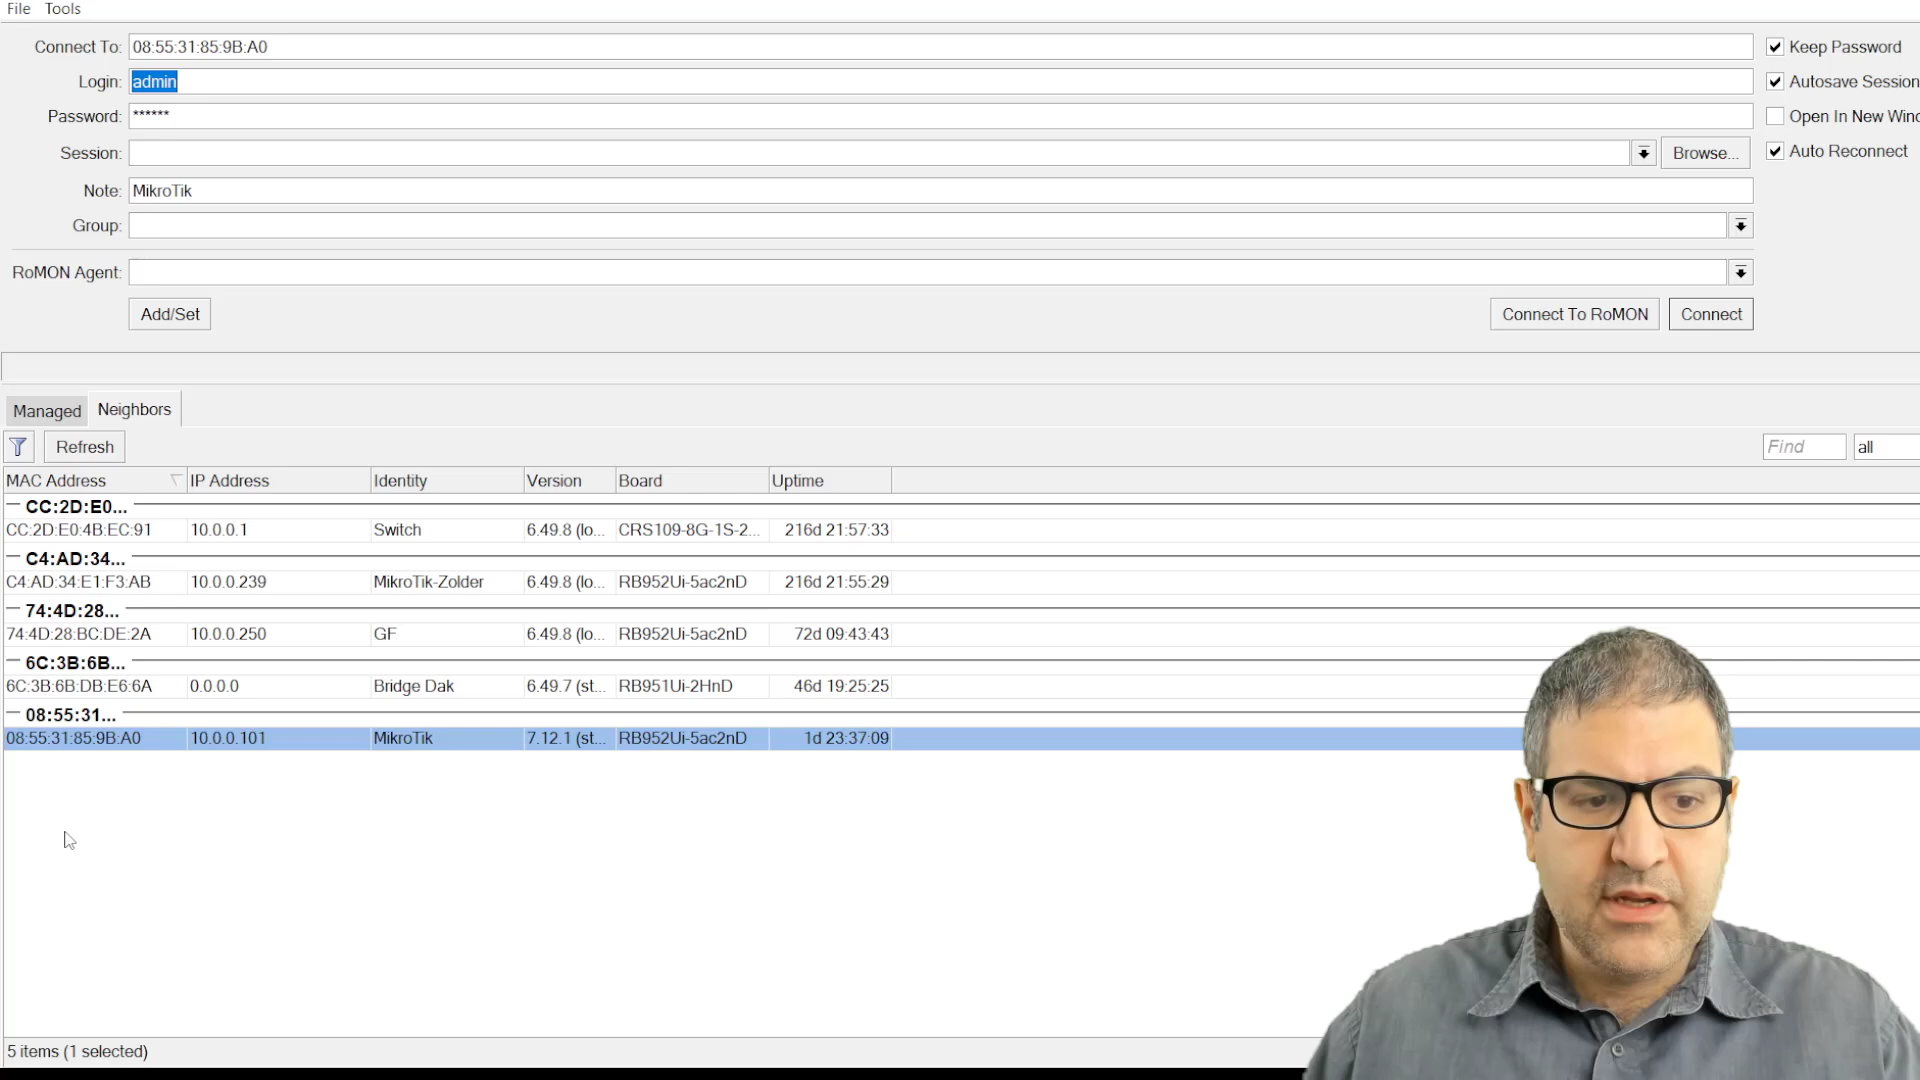 File Tools
Connect To: 08:55:31:85:9B:A0
Keep Password
Login: admin
Autosave Session
Password: ******
Open In New Winc
Session:
Browse...
Auto Reconnect
Note: MikroTik
Group:
RoMON Agent:
Add/Set
Connect To RoMON
Connect
Managed Neighbors
Refresh
Find
all
MAC Address IP Address Identity Version Board Uptime
CC:2D:E0...
CC:2D:E0:4B:EC:91 10.0.0.1 Switch 6.49.8 (lo... CRS109-8G-1S-2... 216d 21:57:33
C4:AD:34...
C4:AD:34:E1:F3:AB 10.0.0.239 MikroTik-Zolder 6.49.8 (lo... RB952Ui-5ac2nD 216d 21:55:29
74:4D:28...
74:4D:28:BC:DE:2A 10.0.0.250 GF 6.49.8 (lo... RB952Ui-5ac2nD 72d 09:43:43
6C:3B:6B...
6C:3B:6B:DB:E6:6A 0.0.0.0 Bridge Dak 6.49.7 (st... RB951Ui-2HnD 46d 19:25:25
08:55:31...
08:55:31:85:9B:A0 10.0.0.101 MikroTik 7.12.1 (st... RB952Ui-5ac2nD 1d 23:37:09
5 items (1 selected)